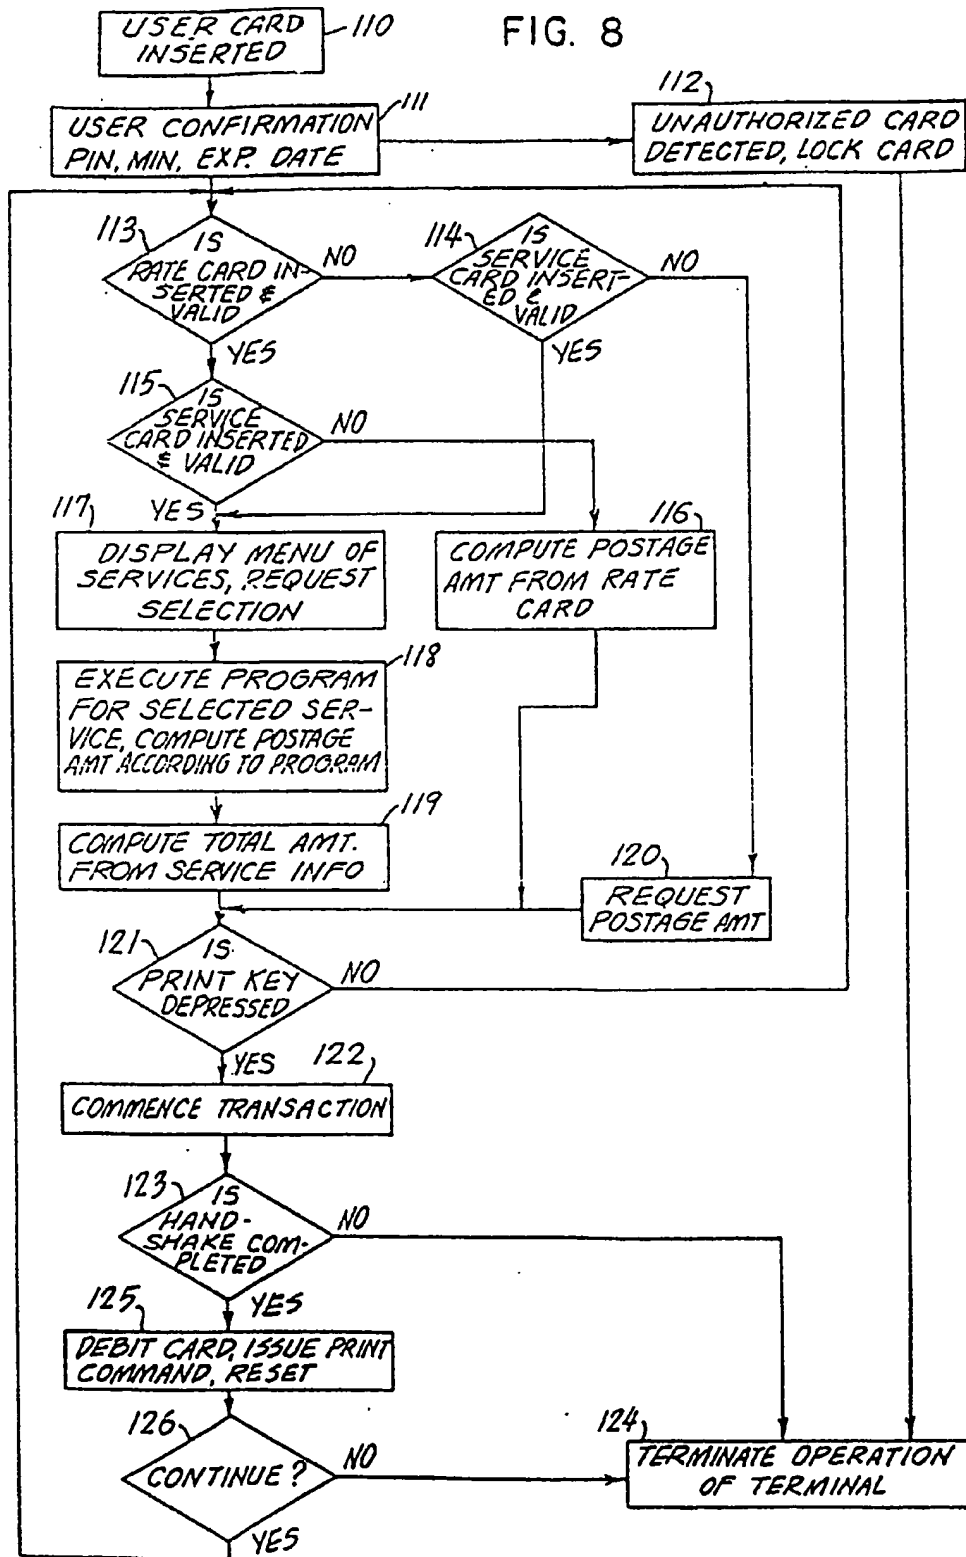 FIG. 8
USER CARD
INSERTED
110
111
USER CONFIRMATION
PIN, MIN, EXP. DATE
112
UNAUTHORIZED CARD
DETECTED, LOCK CARD
113
IS
RATE CARD IN-
SERTED &
VALID
NO
YES
114
IS
SERVICE
CARD INSERT-
ED &
VALID
NO
YES
115
IS
SERVICE
CARD INSERTED
& VALID
NO
YES
116
COMPUTE POSTAGE
AMT FROM RATE
CARD
117
DISPLAY MENU OF
SERVICES, REQUEST
SELECTION
118
EXECUTE PROGRAM
FOR SELECTED SER-
VICE, COMPUTE POSTAGE
AMT ACCORDING TO PROGRAM
119
COMPUTE TOTAL AMT.
FROM SERVICE INFO
120
REQUEST
POSTAGE AMT
121
IS
PRINT KEY
DEPRESSED
NO
YES
122
COMMENCE TRANSACTION
123
IS
HAND-
SHAKE COM-
PLETED
NO
YES
125
DEBIT CARD, ISSUE PRINT
COMMAND, RESET
126
CONTINUE?
NO
YES
124
TERMINATE OPERATION
OF TERMINAL